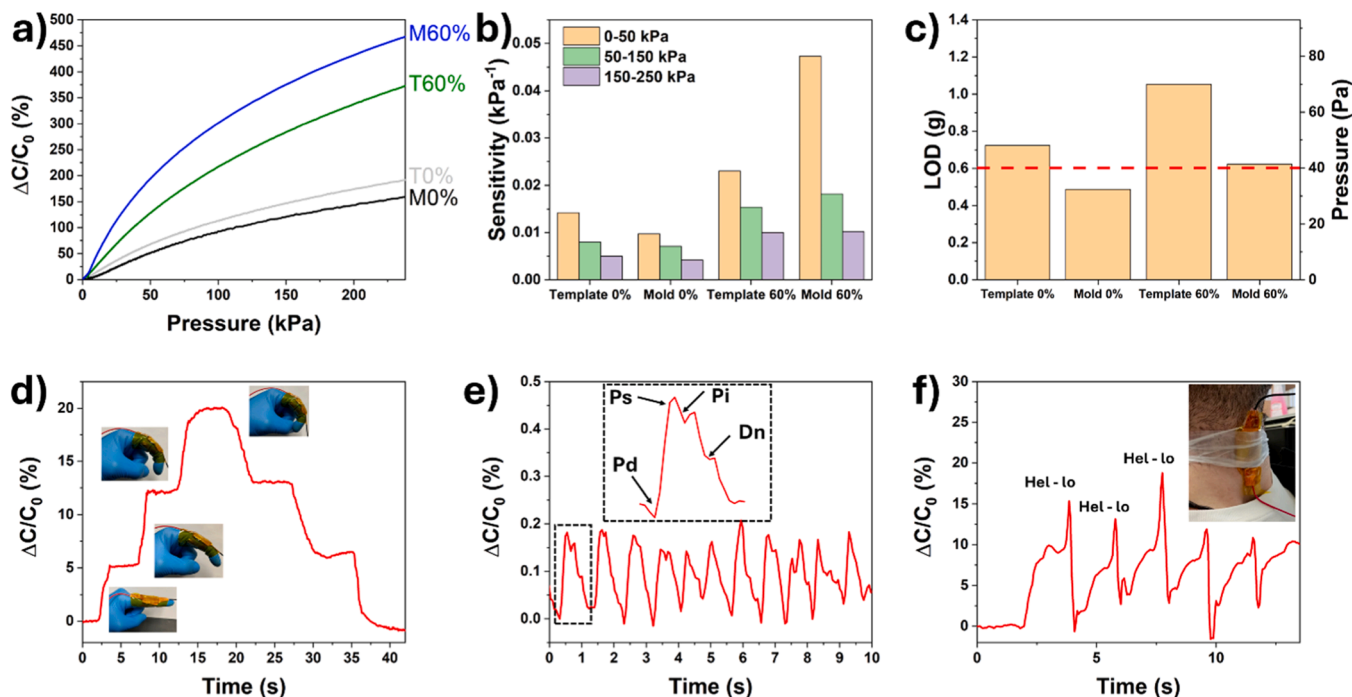 a)
ΔC/C0 (%)
500
450
400
350
300
250
200
150
100
50
0
M60%
T60%
T0%
M0%
0 50 100 150 200
Pressure (kPa)
b)
Sensitivity (kPa-1)
0.05
0.04
0.03
0.02
0.01
0.00
0-50 kPa
50-150 kPa
150-250 kPa
Template 0% Mold 0% Template 60% Mold 60%
c)
LOD (g)
1.4
1.2
1.0
0.8
0.6
0.4
0.2
0.0
80
60
40
20
0
Pressure (Pa)
Template 0% Mold 0% Template 60% Mold 60%
d)
ΔC/C0 (%)
20
15
10
5
0
0 5 10 15 20 25 30 35 40
Time (s)
e)
ΔC/C0 (%)
0.5
0.4
0.3
0.2
0.1
0.0
Ps
Pi
Dn
Pd
0 1 2 3 4 5 6 7 8 9 10
Time (s)
f)
ΔC/C0 (%)
30
25
20
15
10
5
0
Hel - lo
Hel - lo
Hel - lo
0 5 10
Time (s)